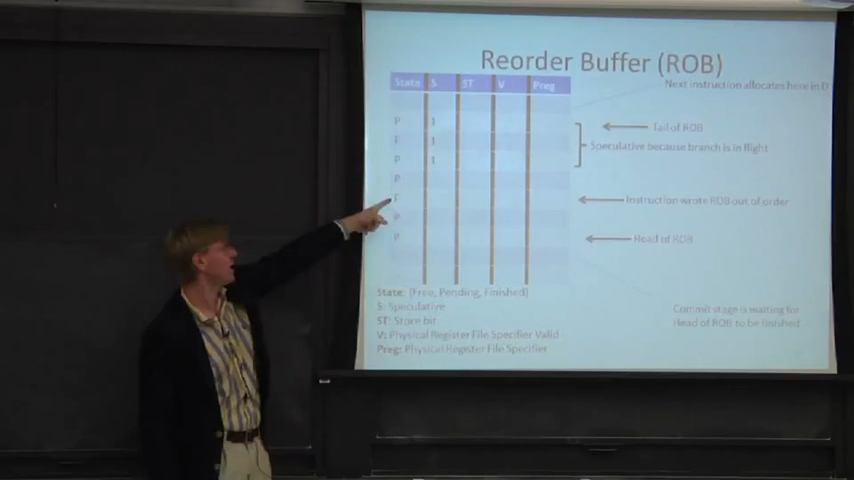 Reorder Buffer (ROB)
State S ST V Preg
Next instruction allocates here in D
P 1
Tail of ROB
F 1
Speculative because branch is in flight
P 1
P
F
Instruction wrote ROB out of order
P
P
Head of ROB
State: {Free, Pending, Finished}
S: Speculative
ST: Store bit
V: Physical Register File Specifier Valid
Preg: Physical Register File Specifier
Commit stage is waiting for
Head of ROB to be finished